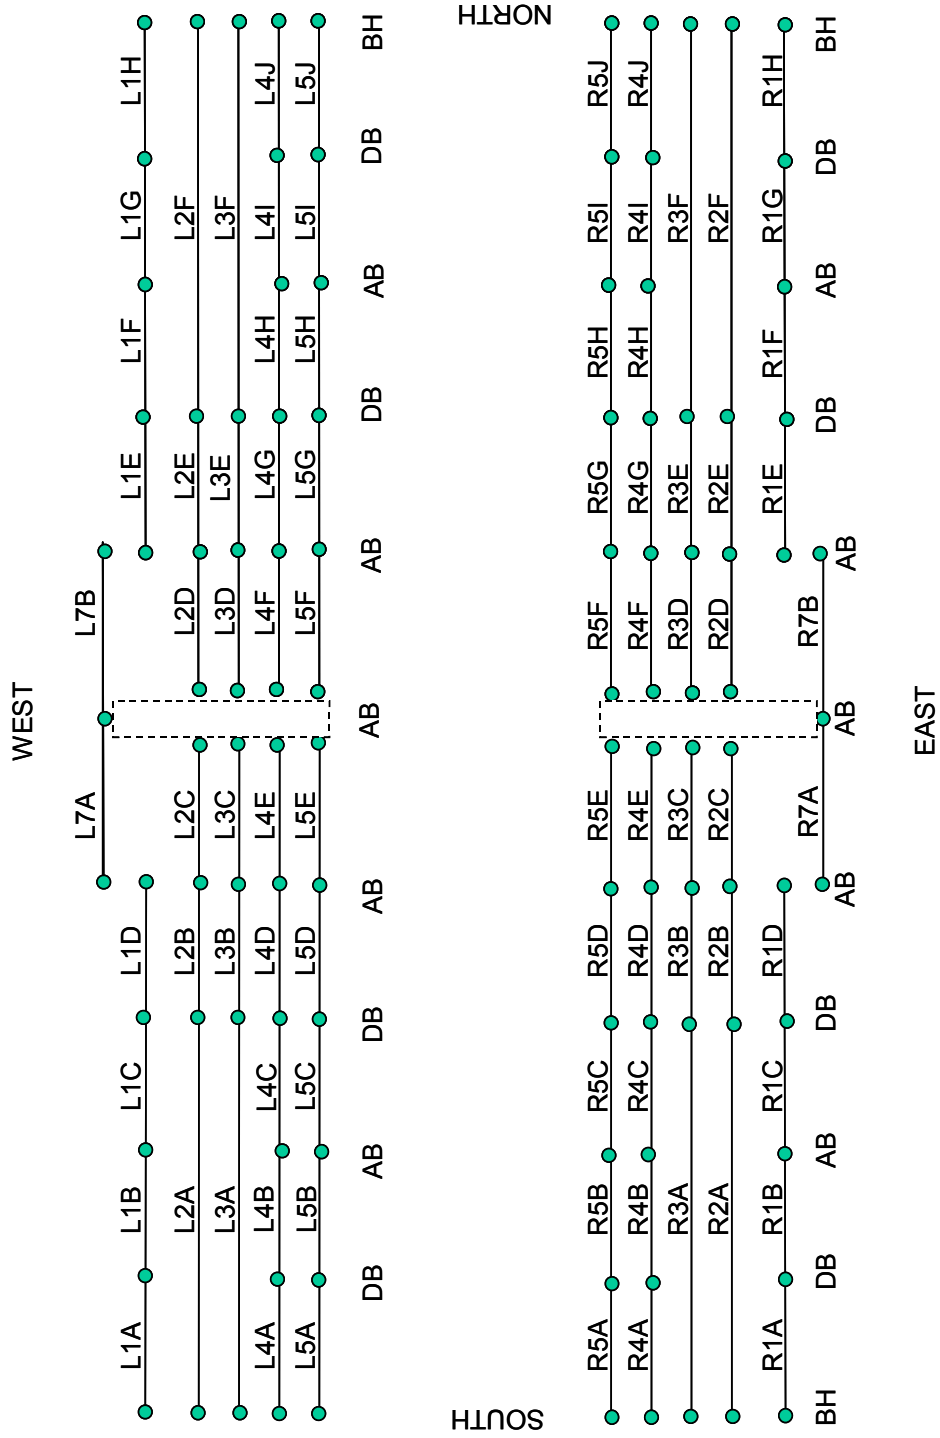 NORTH
WEST
EAST
SOUTH
L1H
L1G
L1F
L1E
L1D
L1C
L1B
L1A
L7B
L7A
L2F
L2E
L2D
L2C
L2B
L2A
L3F
L3E
L3D
L3C
L3B
L3A
L4J
L4I
L4H
L4G
L4F
L4E
L4D
L4C
L4B
L4A
L5J
L5I
L5H
L5G
L5F
L5E
L5D
L5C
L5B
L5A
BH
DB
AB
DB
AB
AB
AB
DB
AB
DB
R5J
R5I
R5H
R5G
R5F
R5E
R5D
R5C
R5B
R5A
R4J
R4I
R4H
R4G
R4F
R4E
R4D
R4C
R4B
R4A
R3F
R3E
R3D
R3C
R3B
R3A
R2F
R2E
R2D
R2C
R2B
R2A
R1H
R1G
R1F
R1E
R1D
R1C
R1B
R1A
R7B
R7A
BH
DB
AB
DB
AB
AB
AB
DB
AB
DB
BH